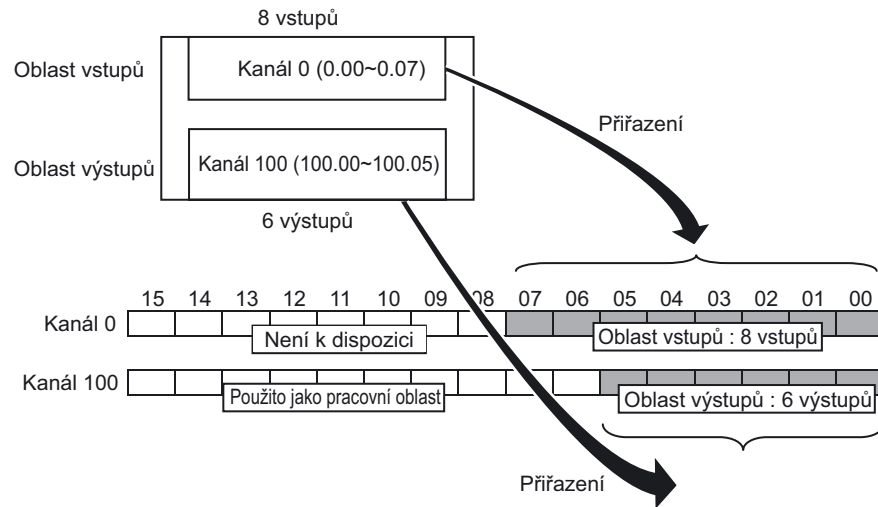 8 vstupů
Oblast vstupů
Kanál 0 (0.00~0.07)
Přiřazení
Oblast výstupů
Kanál 100 (100.00~100.05)
6 výstupů
15 14 13 12 11 10 09 08 07 06 05 04 03 02 01 00
Kanál 0
Není k dispozici
Oblast vstupů : 8 vstupů
Kanál 100
Použito jako pracovní oblast
Oblast výstupů : 6 výstupů
Přiřazení